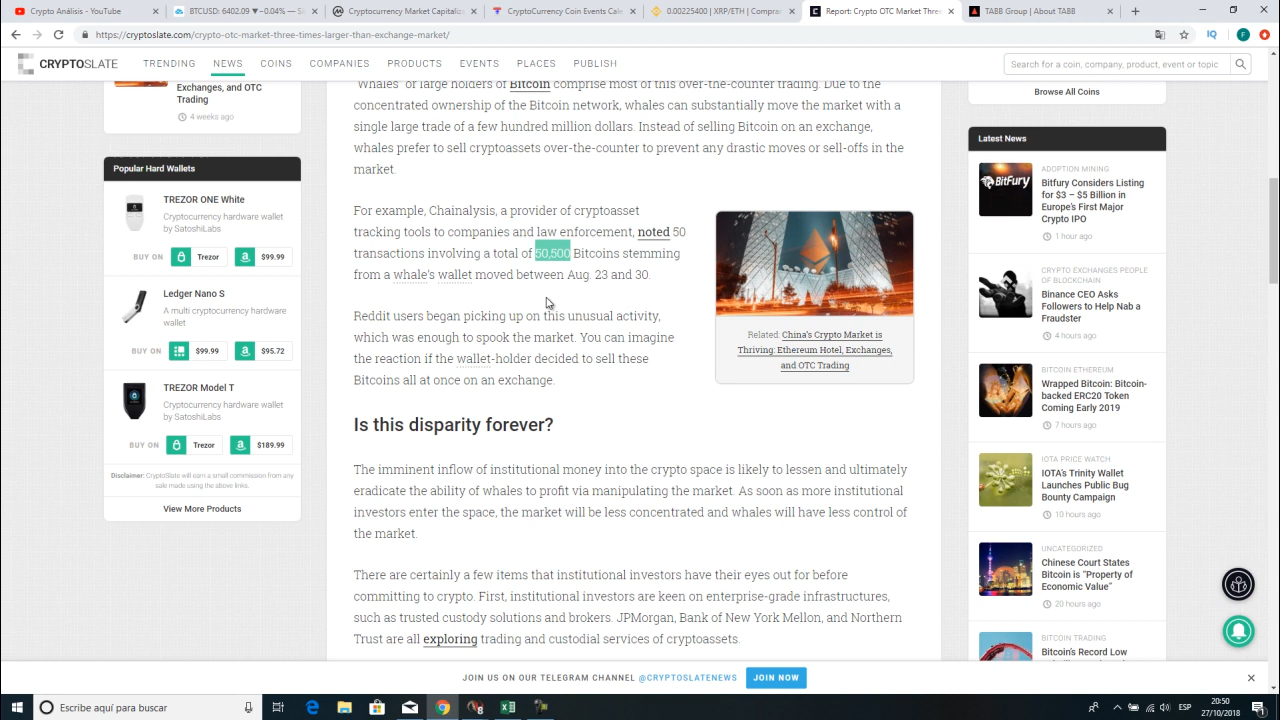 Crypto Análisis - YouTube
BTCUSD: 6402.09 ▼−0.04% — S
Cryptocurrency Market Capitaliz
CryptoCurrency Coin Events Cale
0.00225400 | XRP/ETH | Compra
Report: Crypto OTC Market Thre
TABB Group | About TABB
https://cryptoslate.com/crypto-otc-market-three-times-larger-than-exchange-market/
IQ
F
CRYPTOSLATE
TRENDING
NEWS
COINS
COMPANIES
PRODUCTS
EVENTS
PLACES
PUBLISH
Search for a coin, company, product, event or topic
Exchanges, and OTC
Trading
4 weeks ago
Popular Hard Wallets
TREZOR ONE White
Cryptocurrency hardware wallet
by SatoshiLabs
BUY ON Trezor $99.99
Ledger Nano S
A multi cryptocurrency hardware
wallet
BUY ON $99.99 $95.72
TREZOR Model T
Cryptocurrency hardware wallet
by SatoshiLabs
BUY ON Trezor $189.99
Disclaimer: CryptoSlate will earn a small commission from any
sale made using the above links.
View More Products
"Whales" or large holders of Bitcoin comprise most of this over-the-counter trading. Due to the
concentrated ownership of the Bitcoin network, whales can substantially move the market with a
single large trade of a few hundred million dollars. Instead of selling Bitcoin on an exchange,
whales prefer to sell cryptoassets over-the-counter to prevent any drastic moves or sell-offs in the
market.
For example, Chainalysis, a provider of cryptoasset
tracking tools to companies and law enforcement, noted 50
transactions involving a total of 50,500 Bitcoins stemming
from a whale's wallet moved between Aug. 23 and 30.
Reddit users began picking up on this unusual activity,
which was enough to spook the market. You can imagine
the reaction if the wallet-holder decided to sell these
Bitcoins all at once on an exchange.
Related: China's Crypto Market is
Thriving: Ethereum Hotel, Exchanges,
and OTC Trading
Is this disparity forever?
The imminent inflow of institutional money into the crypto space is likely to lessen and ultimately
eradicate the ability of whales to profit via manipulating the market. As soon as more institutional
investors enter the space, the market will be less concentrated and whales will have less control of
the market.
There are certainly a few items that institutional investors have their eyes out for before
committing to crypto. First, institutional investors are keen on enterprise-grade infrastructures,
such as trusted custody solutions and brokers. JPMorgan, Bank of New York Mellon, and Northern
Trust are all exploring trading and custodial services of cryptoassets.
Browse All Coins
Latest News
BITFURY
ADOPTION MINING
Bitfury Considers Listing
for $3 – $5 Billion in
Europe's First Major
Crypto IPO
1 hour ago
CRYPTO EXCHANGES PEOPLE
OF BLOCKCHAIN
Binance CEO Asks
Followers to Help Nab a
Fraudster
4 hours ago
BITCOIN ETHEREUM
Wrapped Bitcoin: Bitcoin-
backed ERC20 Token
Coming Early 2019
7 hours ago
IOTA PRICE WATCH
IOTA's Trinity Wallet
Launches Public Bug
Bounty Campaign
19 hours ago
UNCATEGORIZED
Chinese Court States
Bitcoin is "Property of
Economic Value"
20 hours ago
BITCOIN TRADING
Bitcoin's Record Low
JOIN US ON OUR TELEGRAM CHANNEL @CRYPTOSLATENEWS JOIN NOW
Escribe aquí para buscar
ESP
20:50
27/10/2018